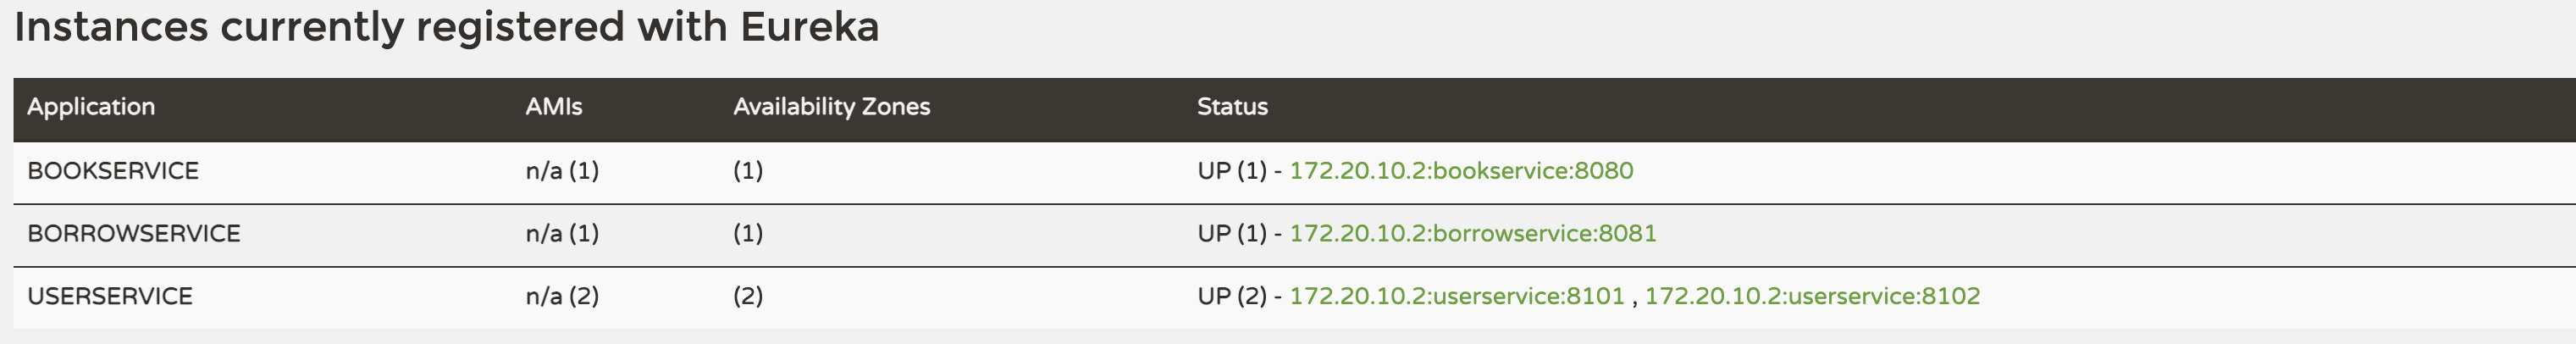 Instances currently registered with Eureka
Application AMIs Availability Zones Status
BOOKSERVICE n/a (1) (1) UP (1) - 172.20.10.2:bookservice:8080
BORROWSERVICE n/a (1) (1) UP (1) - 172.20.10.2:borrowservice:8081
USERSERVICE n/a (2) (2) UP (2) - 172.20.10.2:userservice:8101 , 172.20.10.2:userservice:8102